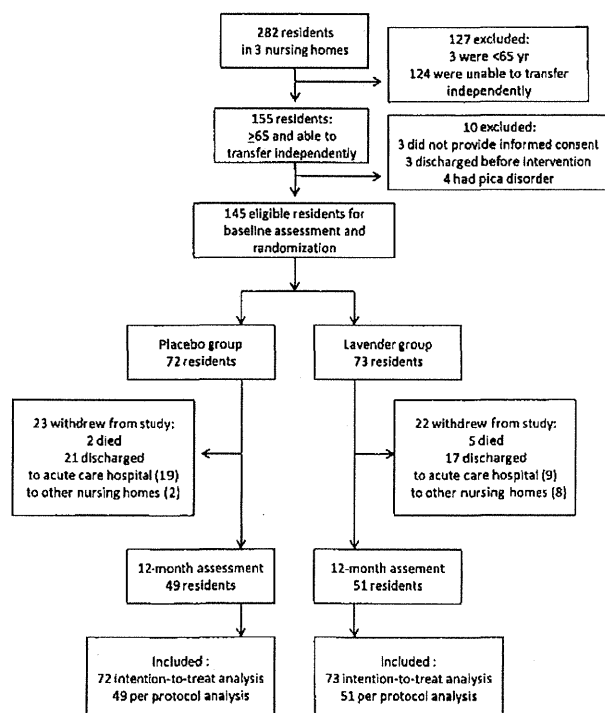 282 residents
in 3 nursing homes
127 excluded:
3 were <65 yr
124 were unable to transfer
independently
155 residents:
≥65 and able to
transfer independently
10 excluded:
3 did not provide informed consent
3 discharged before intervention
4 had pica disorder
145 eligible residents for
baseline assessment and
randomization
Placebo group
72 residents
Lavender group
73 residents
23 withdrew from study:
2 died
21 discharged
to acute care hospital (19)
to other nursing homes (2)
22 withdrew from study:
5 died
17 discharged
to acute care hospital (9)
to other nursing homes (8)
12-month assessment
49 residents
12-month assement
51 residents
Included :
72 intention-to-treat analysis
49 per protocol analysis
Included :
73 intention-to-treat analysis
51 per protocol analysis